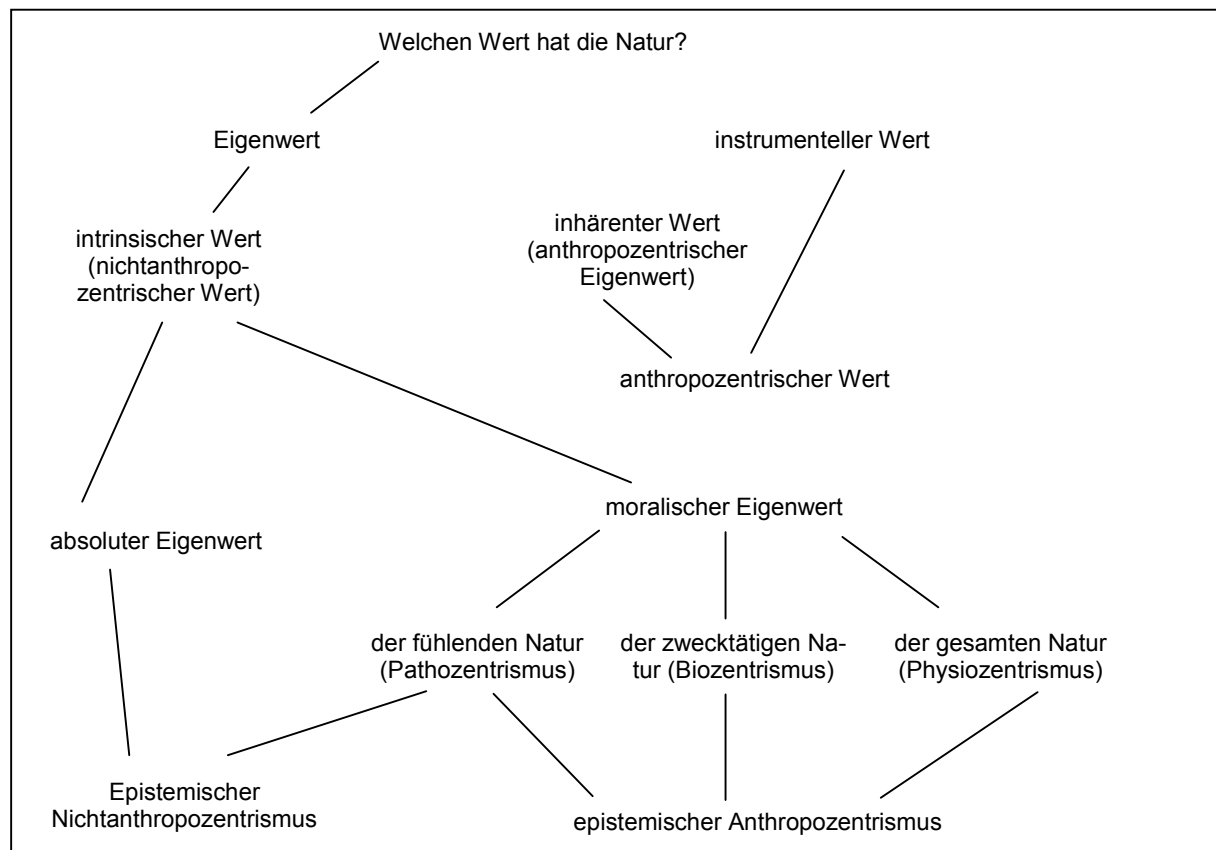 Welchen Wert hat die Natur?
Eigenwert
instrumenteller Wert
intrinsischer Wert
(nichtanthropo-
zentrischer Wert)
inhärenter Wert
(anthropozentrischer
Eigenwert)
anthropozentrischer Wert
moralischer Eigenwert
absoluter Eigenwert
der fühlenden Natur
(Pathozentrismus)
der zwecktätigen Na-
tur (Biozentrismus)
der gesamten Natur
(Physiozentrismus)
Epistemischer
Nichtanthropozentrismus
epistemischer Anthropozentrismus